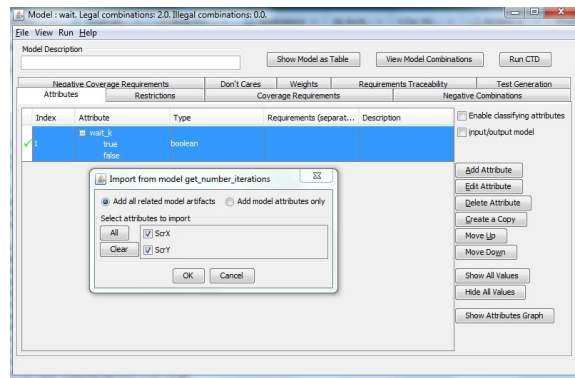 Model : wait. Legal combinations: 2.0. Illegal combinations: 0.0.
File View Run Help
Model Description
Show Model as Table View Model Combinations Run CTD
Negative Coverage Requirements Don't Cares Weights Requirements Traceability Test Generation
Attributes Restrictions Coverage Requirements Negative Combinations
Index Attribute Type Requirements (separat... Description
Enable classifying attributes
input/output model
1 wait_k boolean
true
false
Import from model get_number_iterations
Add all related model artifacts Add model attributes only
Select attributes to import
All ScrX
Clear ScrY
OK Cancel
Add Attribute
Edit Attribute
Delete Attribute
Create a Copy
Move Up
Move Down
Show All Values
Hide All Values
Show Attributes Graph